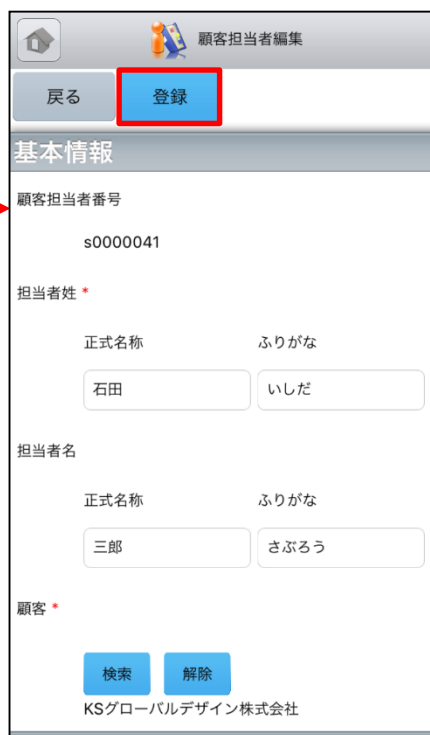 顧客担当者編集
戻る 登録
基本情報
顧客担当者番号
s0000041
担当者姓 *
正式名称 ふりがな
石田 いしだ
担当者名
正式名称 ふりがな
三郎 さぶろう
顧客 *
検索 解除
KSグローバルデザイン株式会社